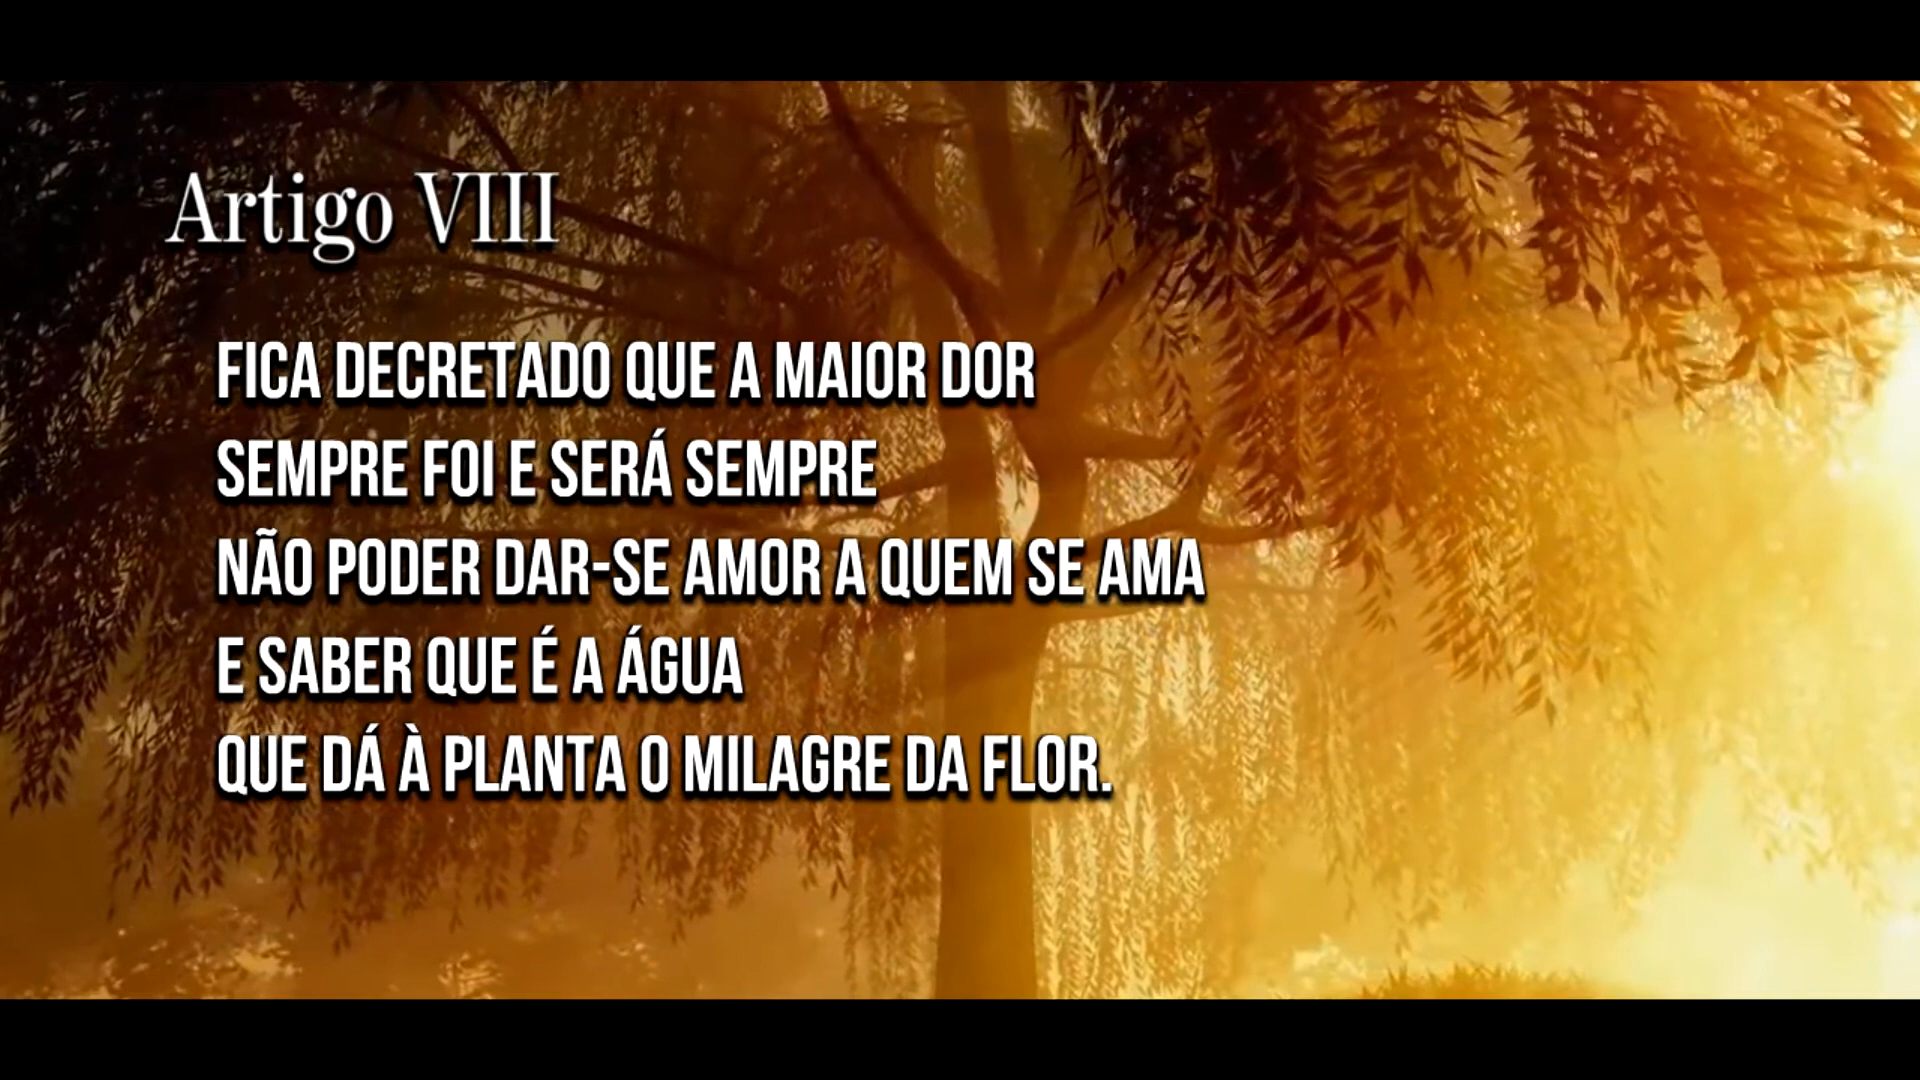 Artigo VIII
FICA DECRETADO QUE A MAIOR DOR
SEMPRE FOI E SERÁ SEMPRE
NÃO PODER DAR-SE AMOR A QUEM SE AMA
E SABER QUE É A ÁGUA
QUE DÁ À PLANTA O MILAGRE DA FLOR.